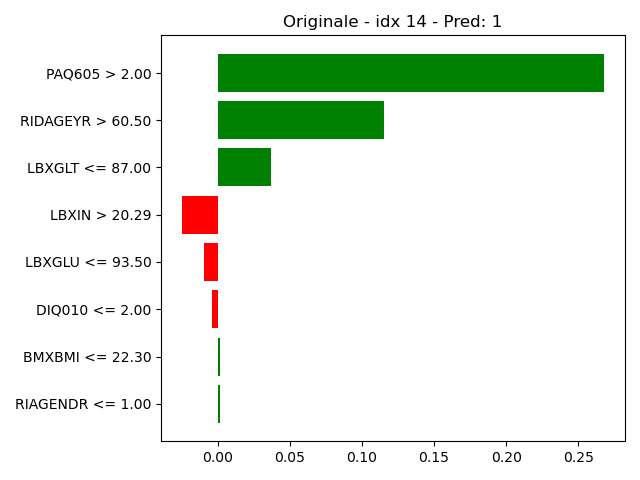 Originale - idx 14 - Pred: 1
PAQ605 > 2.00
RIDAGEYR > 60.50
LBXGLT <= 87.00
LBXIN > 20.29
LBXGLU <= 93.50
DIQ010 <= 2.00
BMXBMI <= 22.30
RIAGENDR <= 1.00
0.00 0.05 0.10 0.15 0.20 0.25